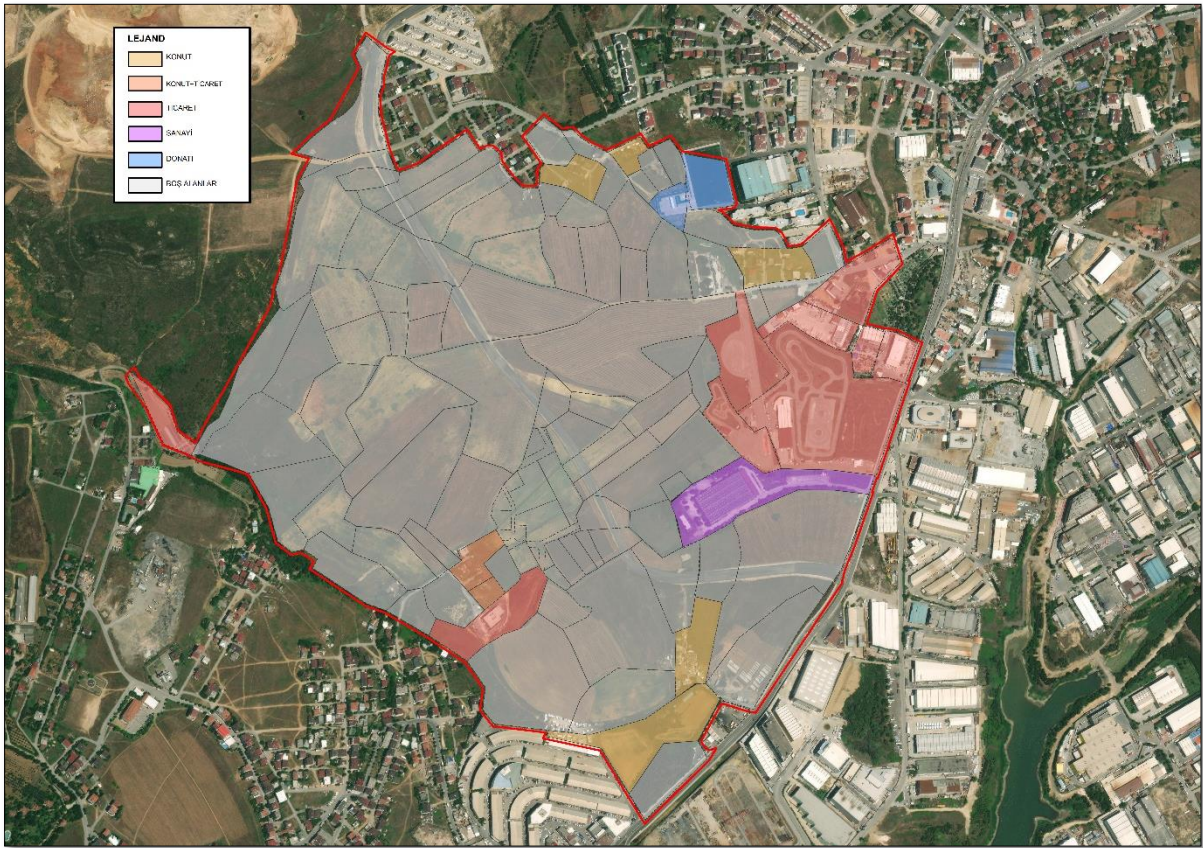 LEJAND
KONUT
KONUT-TİCARET
TİCARET
SANAYİ
DONATI
BOŞ ALANLAR